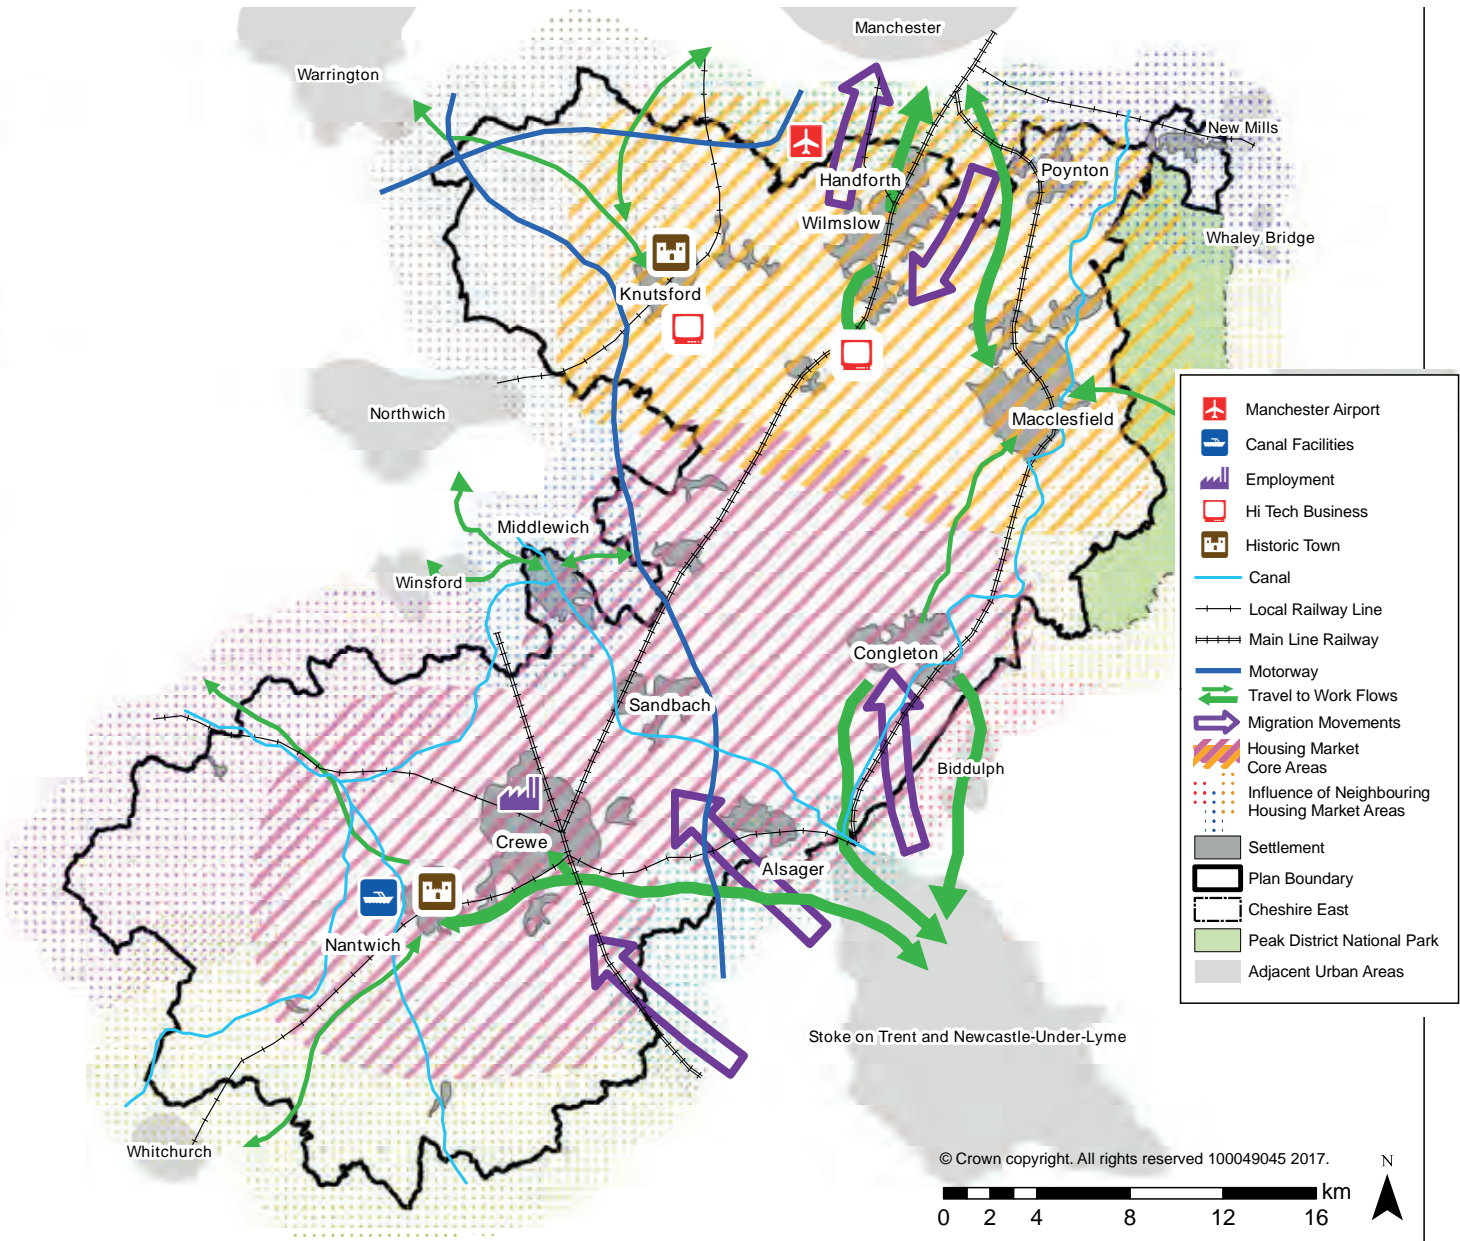 Manchester
Warrington
New Mills
Poynton
Handforth
Wilmslow
Whaley Bridge
Knutsford
Northwich
Macclesfield
Middlewich
Winsford
Congleton
Sandbach
Biddulph
Crewe
Alsager
Nantwich
Stoke on Trent and Newcastle-Under-Lyme
Whitchurch
Manchester Airport
Canal Facilities
Employment
Hi Tech Business
Historic Town
Canal
Local Railway Line
Main Line Railway
Motorway
Travel to Work Flows
Migration Movements
Housing Market
Core Areas
Influence of Neighbouring
Housing Market Areas
Settlement
Plan Boundary
Cheshire East
Peak District National Park
Adjacent Urban Areas
© Crown copyright. All rights reserved 100049045 2017.
N
km
0 2 4 8 12 16